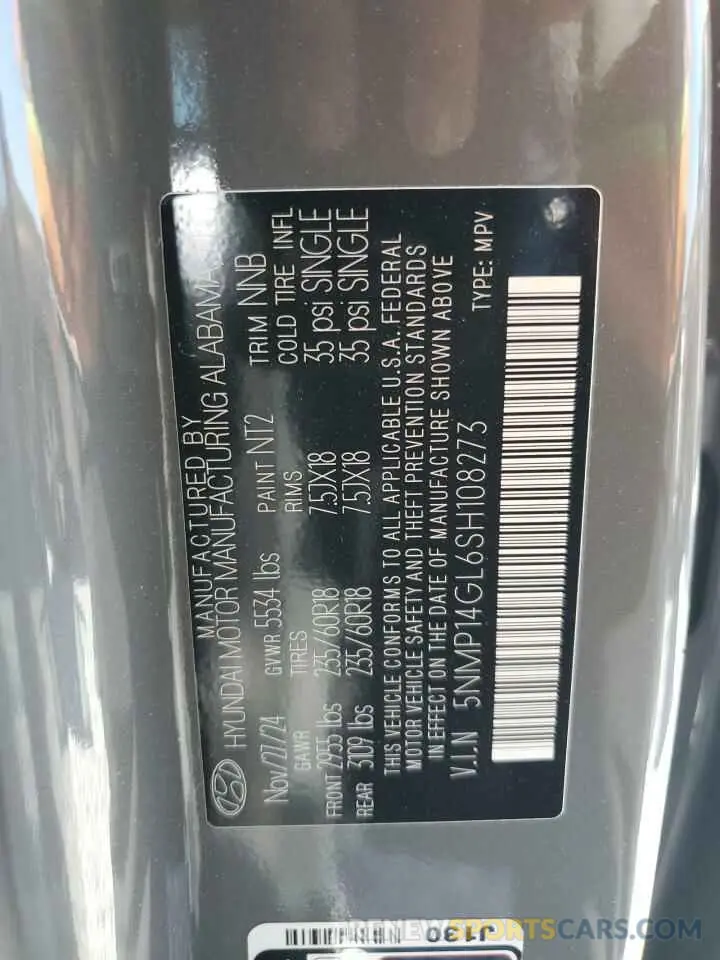 MANUFACTURED BY
HYUNDAI MOTOR MANUFACTURING ALABAMA
Nov/27/24 GVWR 5534 lbs PAINT NT2 TRIM NNB
GAWR TIRES RIMS COLD TIRE INFL
FRONT 2955 lbs 235/60R18 7.5JX18 35 psi SINGLE
REAR 3109 lbs 235/60R18 7.5JX18 35 psi SINGLE
THIS VEHICLE CONFORMS TO ALL APPLICABLE U.S.A. FEDERAL
MOTOR VEHICLE SAFETY AND THEFT PREVENTION STANDARDS
IN EFFECT ON THE DATE OF MANUFACTURE SHOWN ABOVE
V.I.N 5NMP14GL6SH108273 TYPE: MPV
J130
RENEWSPORTSCARS.COM